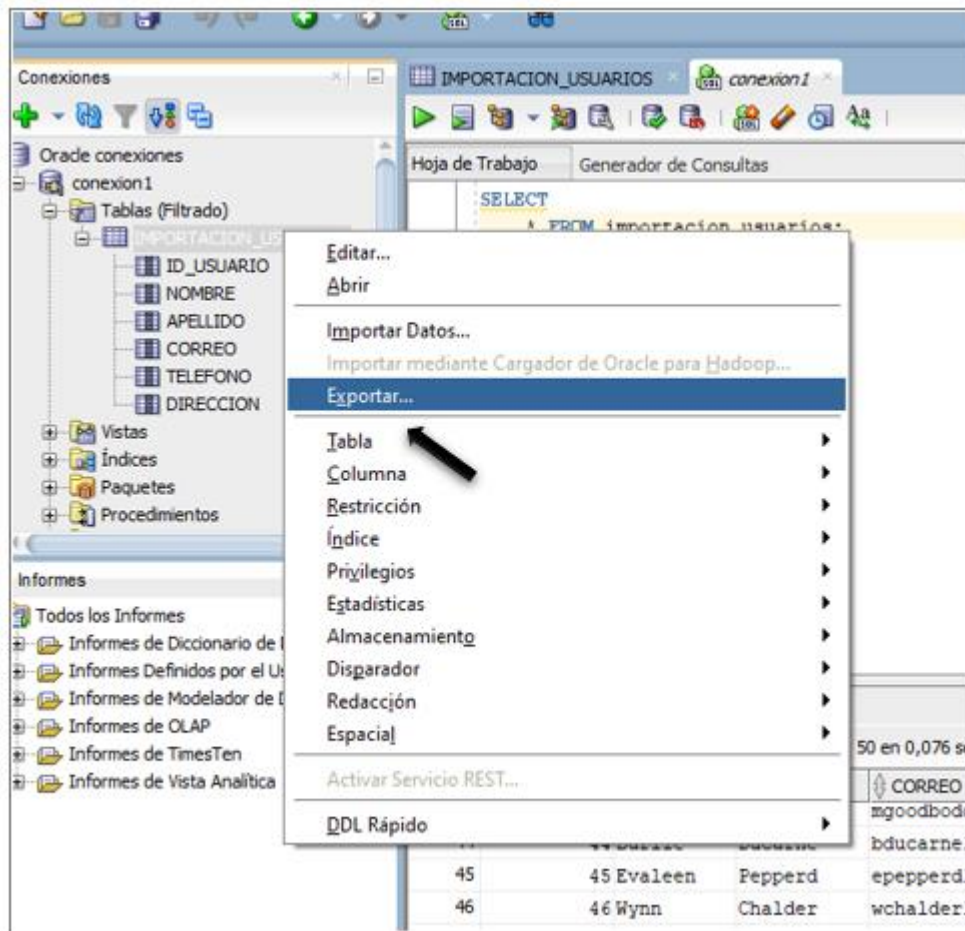 Conexiones
IMPORTACION_USUARIOS
conexion1
Oracle conexiones
conexion1
Tablas (Filtrado)
IMPORTACION_US
ID_USUARIO
NOMBRE
APELLIDO
CORREO
TELEFONO
DIRECCION
Vistas
Índices
Paquetes
Procedimientos
Informes
Todos los Informes
Informes de Diccionario de
Informes Definidos por el U
Informes de Modelador de
Informes de OLAP
Informes de TimesTen
Informes de Vista Analítica
Hoja de Trabajo Generador de Consultas
SELECT
* FROM importacion_usuarios;
Editar...
Abrir
Importar Datos...
Importar mediante Cargador de Oracle para Hadoop...
Exportar...
Tabla
Columna
Restricción
Índice
Privilegios
Estadísticas
Almacenamiento
Disparador
Redacción
Espacial
Activar Servicio REST...
DDL Rápido
50 en 0,076 s
CORREO
mgoodbod
bducarne
45 45 Evaleen Pepperd epepperd
46 46 Wynn Chalder wchalder